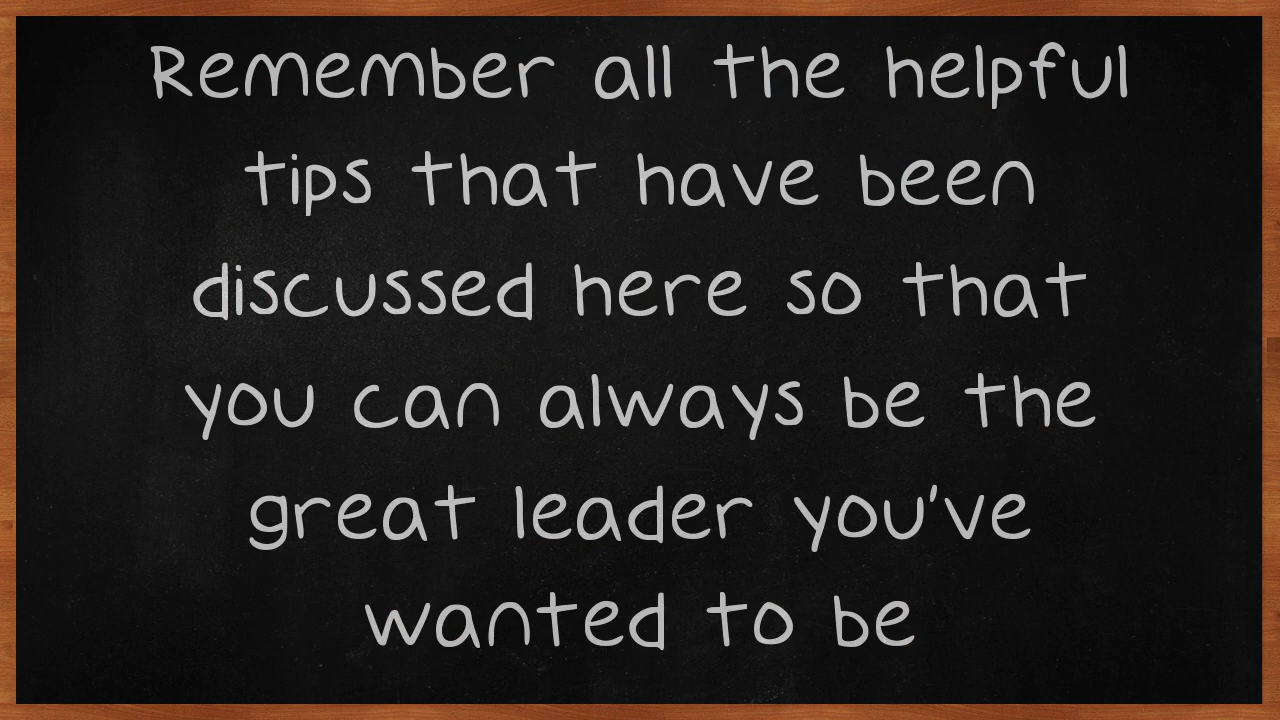 Remember all the helpful
tips that have been
discussed here so that
you can always be the
great leader you've
wanted to be